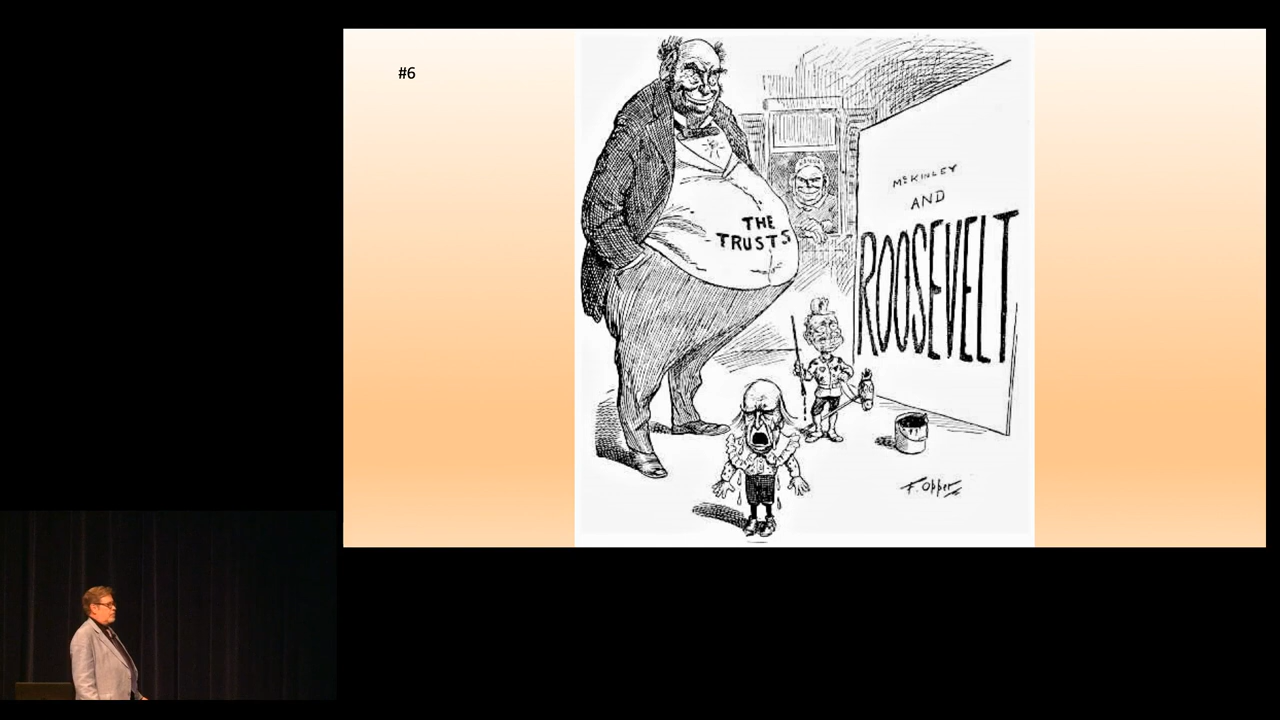 #6
THE
TRUSTS
McKINLEY
AND
ROOSEVELT
F. Opper